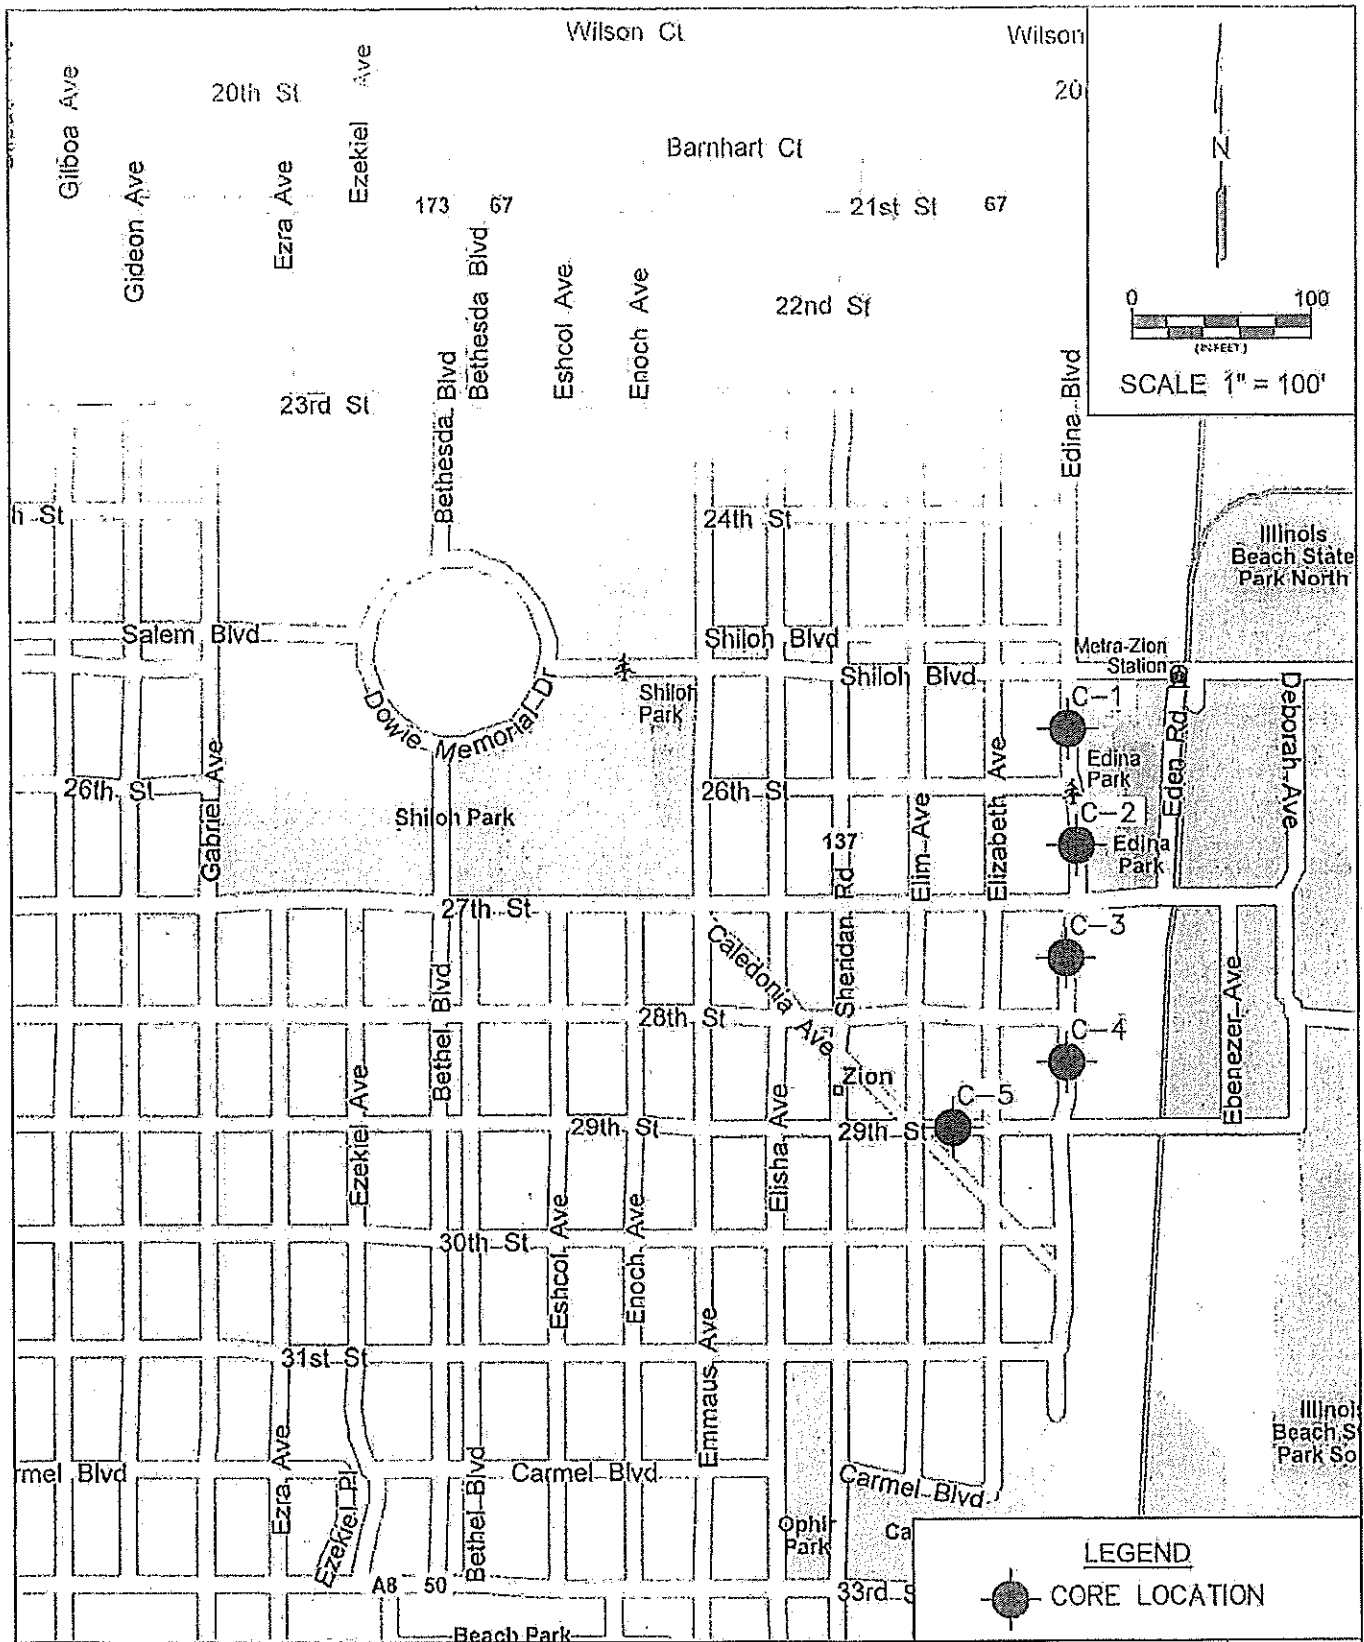 Wilson Ct
Wilson
20th St
20
Gilboa Ave
Gideon Ave
Ezra Ave
Ezekiel Ave
Barnhart Ct
173
67
21st St
67
N
0
100
(IN FEET)
SCALE 1" = 100'
22nd St
Bethesda Blvd
Bethesda Blvd
Eshcol Ave
Enoch Ave
Edina Blvd
23rd St
h St
24th St
Illinois
Beach State
Park North
Salem Blvd
Shiloh Blvd
Metra-Zion
Station
Shiloh Blvd
Dowie Memorial Dr
Shiloh
Park
C-1
Deborah Ave
Eden Rd
Edina
Park
26th St
Gabriel Ave
26th St
Elizabeth Ave
Elim Ave
C-2
Shiloh Park
137
Edina
Park
27th St
Sheridan Rd
Caledonia Ave
C-3
Bethel Blvd
28th St
Ebenezer Ave
C-4
Zion
C-5
Ezekiel Ave
29th St
Elisha Ave
29th St
Eshcol Ave
Enoch Ave
30th St
Emmaus Ave
31st St
Illinois
Beach S
Park So
rmel Blvd
Ezra Ave
Ezekiel Pl
Bethel Blvd
Carmel Blvd
Carmel Blvd
Ophir
Park
Ca
A8
50
33rd S
Beach Park
LEGEND
CORE LOCATION